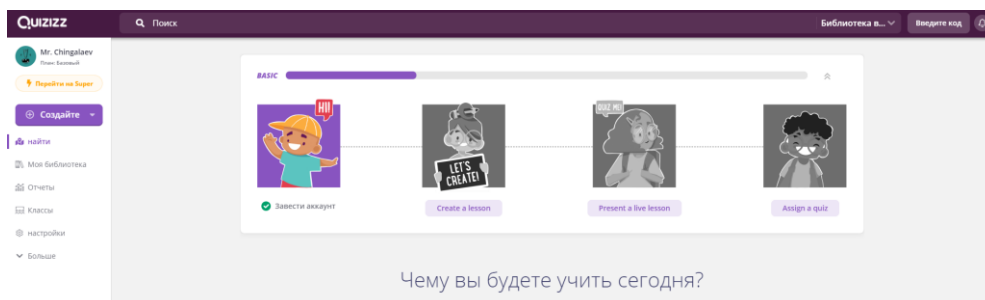 QUIZIZZ
Поиск
Библиотека в...
Введите код
Mr. Chingalaev
План: Базовый
Перейти на Super
Создайте
найти
Моя библиотека
Отчеты
Классы
настройки
Больше
BASIC
HI!
LET'S CREATE!
QUIZ ME!
Завести аккаунт
Create a lesson
Present a live lesson
Assign a quiz
Чему вы будете учить сегодня?